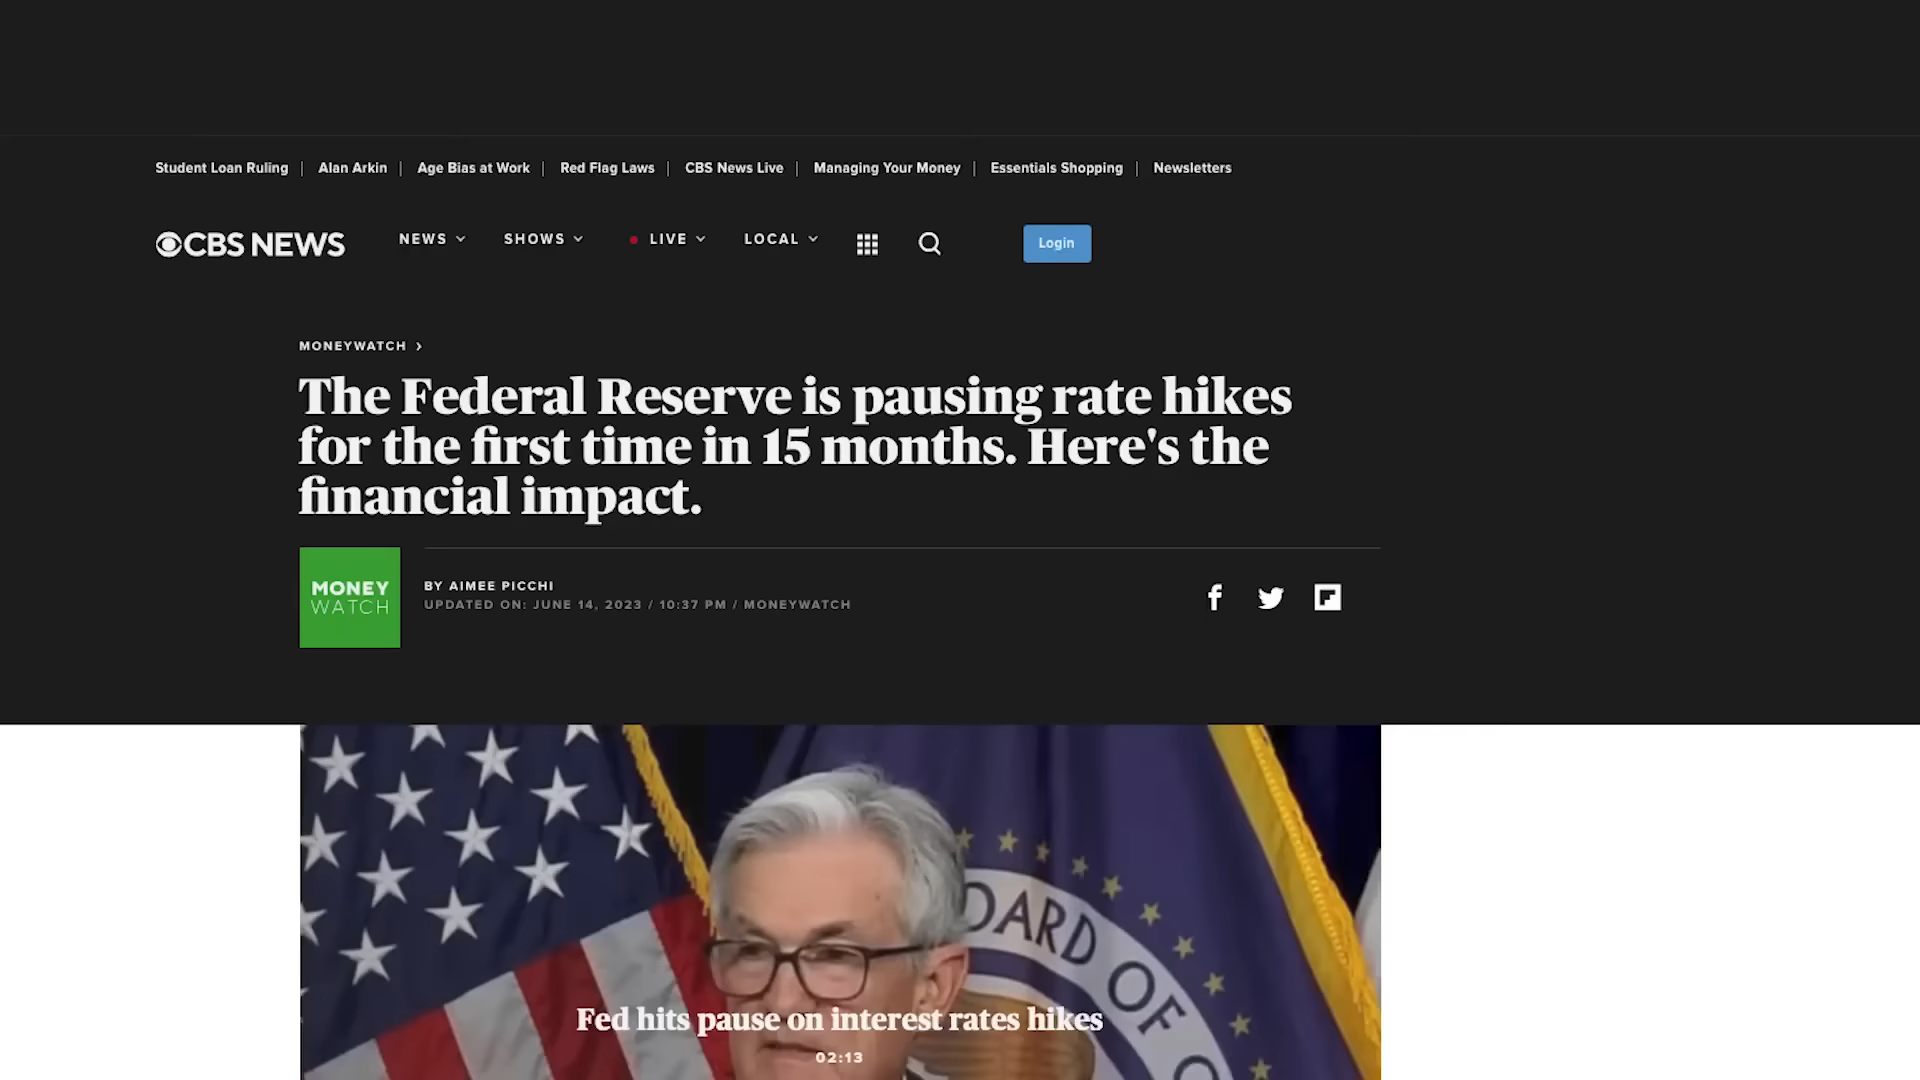 Student Loan Ruling | Alan Arkin | Age Bias at Work | Red Flag Laws | CBS News Live | Managing Your Money | Essentials Shopping | Newsletters
CBS NEWS NEWS SHOWS LIVE LOCAL Login
MONEYWATCH >
The Federal Reserve is pausing rate hikes
for the first time in 15 months. Here's the
financial impact.
MONEY
WATCH
BY AIMEE PICCHI
UPDATED ON: JUNE 14, 2023 / 10:37 PM / MONEYWATCH
OARD OF
Fed hits pause on interest rates hikes
02:13